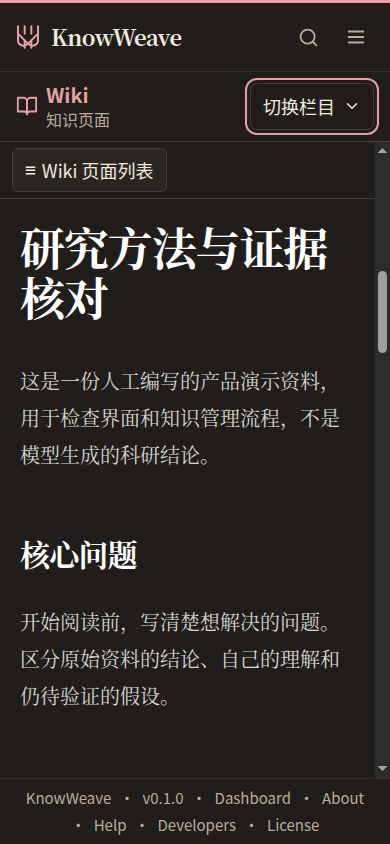 KnowWeave
Wiki
知识页面
切换栏目
≡ Wiki 页面列表
研究方法与证据
核对
这是一份人工编写的产品演示资料，
用于检查界面和知识管理流程，不是
模型生成的科研结论。
核心问题
开始阅读前，写清楚想解决的问题。
区分原始资料的结论、自己的理解和
仍待验证的假设。
KnowWeave • v0.1.0 • Dashboard • About
• Help • Developers • License